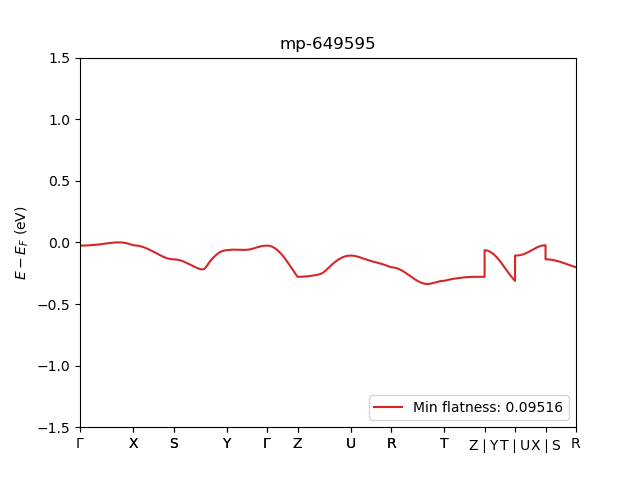 mp-649595
E − E_F (eV)
1.5
1.0
0.5
0.0
−0.5
−1.0
−1.5
Min flatness: 0.09516
Γ X S Y Γ Z U R T Z | Y T | U X | S R